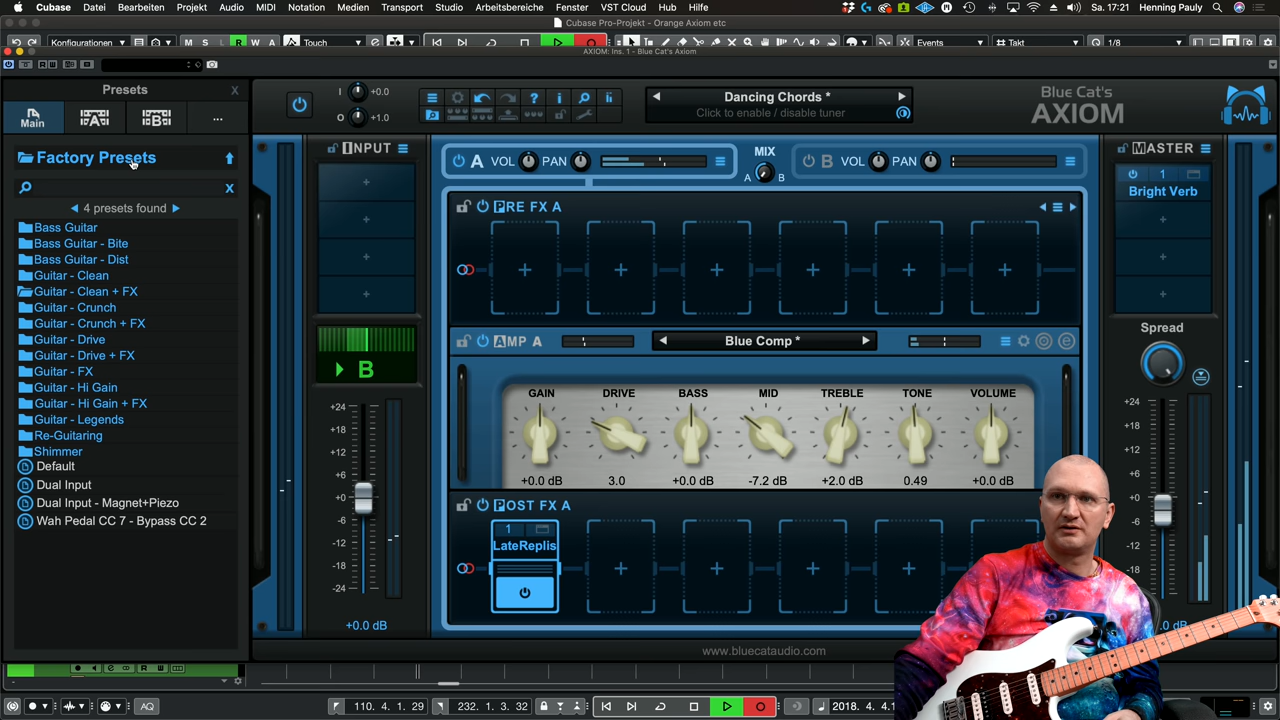 Cubase Datei Bearbeiten Projekt Audio MIDI Notation Medien Transport Studio Arbeitsbereiche Fenster VST Cloud Hub Hilfe Sa. 17:21 Henning Pauly
Cubase Pro-Projekt - Orange Axiom etc
Konfigurationen M S L R W A Touch Events Takt Q 1/8
AXIOM: Ins. 1 - Blue Cat's Axiom
Presets X
Main A B ...
Factory Presets
X
4 presets found
Bass Guitar
Bass Guitar - Bite
Bass Guitar - Dist
Guitar - Clean
Guitar - Clean + FX
Guitar - Crunch
Guitar - Crunch + FX
Guitar - Drive
Guitar - Drive + FX
Guitar - FX
Guitar - Hi Gain
Guitar - Hi Gain + FX
Guitar - Legends
Re-Guitaring
Shimmer
Default
Dual Input
Dual Input - Magnet+Piezo
Wah Pedal CC 7 - Bypass CC 2
I +0.0
O +1.0
Dancing Chords *
Click to enable / disable tuner
Blue Cat's
AXIOM
INPUT
B
+24
+18
+12
+6
+0
-6
-12
-18
-24
+0.0 dB
A VOL PAN
MIX
A B
B VOL PAN
PRE FX A
AMP A
Blue Comp *
GAIN DRIVE BASS MID TREBLE TONE VOLUME
+0.0 dB 3.0 +0.0 dB -7.2 dB +2.0 dB 0.49 +0.0 dB
POST FX A
1
LateReplis
MASTER
1
Bright Verb
Spread
+24
+18
+12
+6
+0
-6
-12
-18
.0 dB
www.bluecataudio.com
AQ 110. 4. 1. 29 232. 1. 3. 32 2018. 4. 4.1